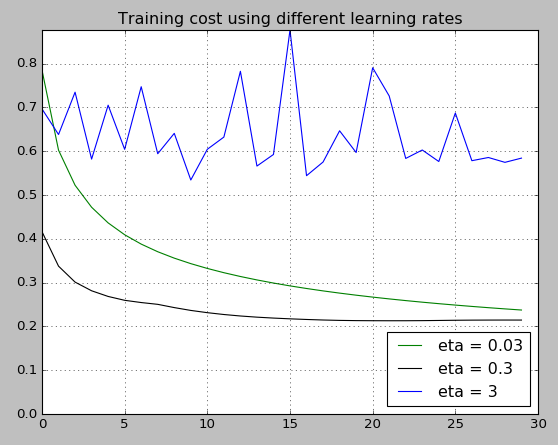 Training cost using different learning rates
0.8
0.7
0.6
0.5
0.4
0.3
0.2
0.1
0.0
0 5 10 15 20 25 30
eta = 0.03
eta = 0.3
eta = 3